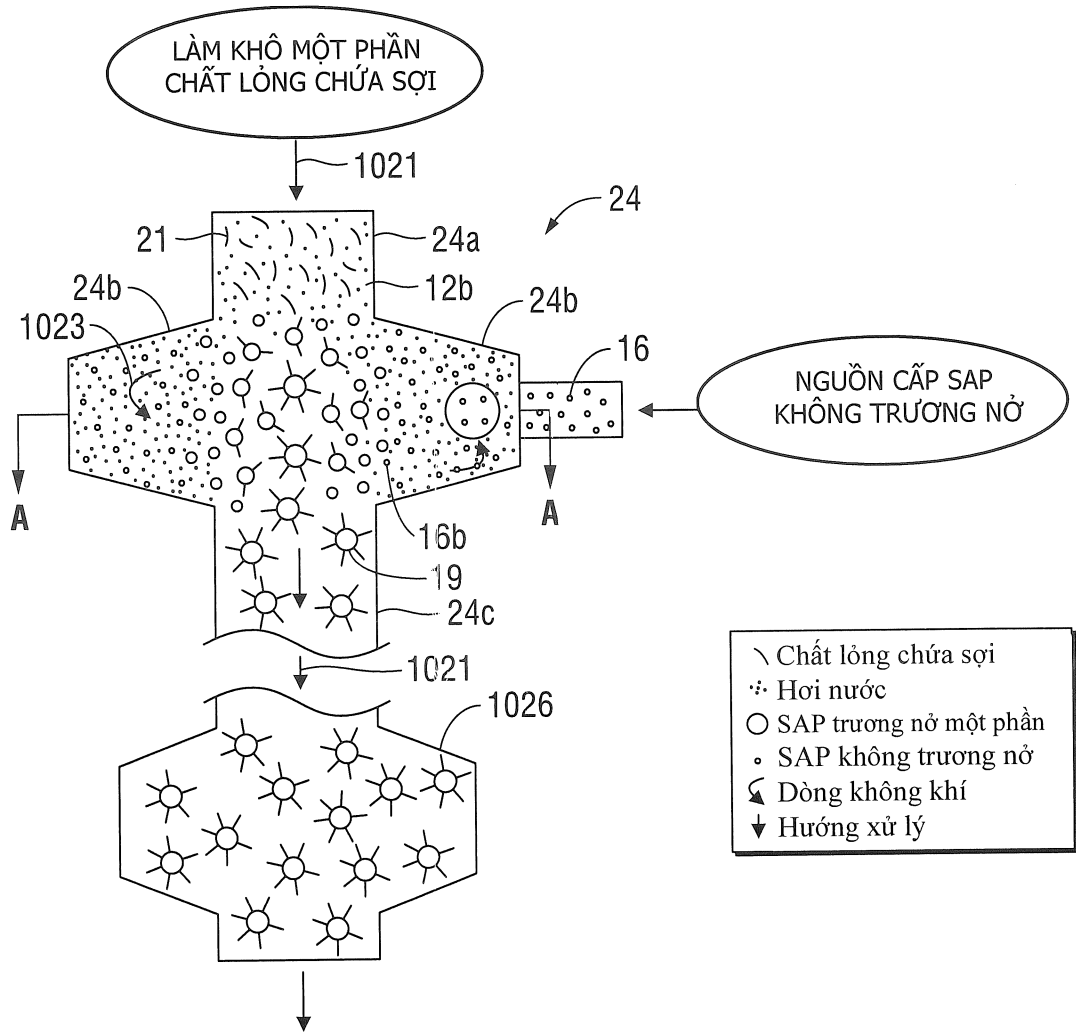 LÀM KHÔ MỘT PHẦN
CHẤT LỎNG CHỨA SỢI
1021
24
21
24a
24b
12b
24b
1023
16
NGUỒN CẤP SAP
KHÔNG TRƯƠNG NỞ
A
A
16b
19
24c
1021
1026
Chất lỏng chứa sợi
Hơi nước
SAP trương nở một phần
SAP không trương nở
Dòng không khí
Hướng xử lý